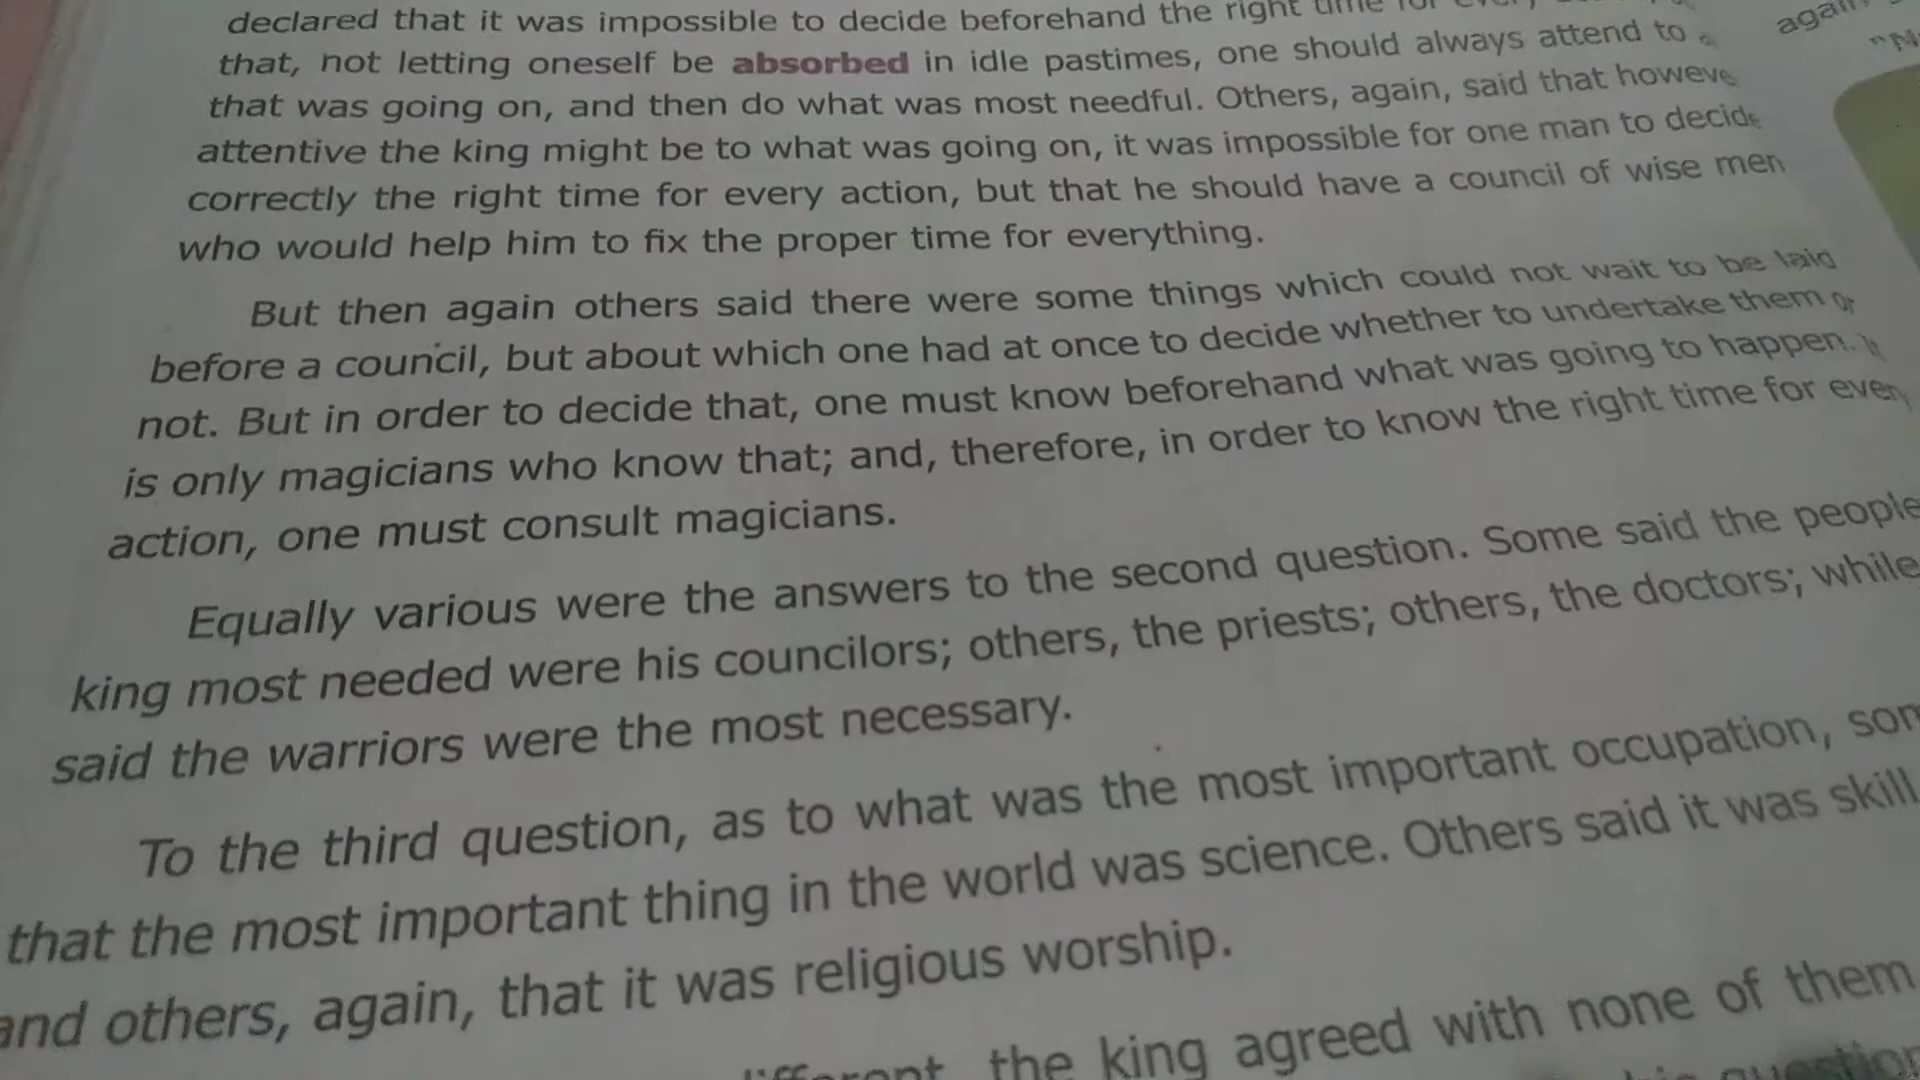 declared that it was impossible to decide beforehand the right time for
that, not letting oneself be absorbed in idle pastimes, one should always attend to
that was going on, and then do what was most needful. Others, again, said that howeve
attentive the king might be to what was going on, it was impossible for one man to decide
correctly the right time for every action, but that he should have a council of wise men
who would help him to fix the proper time for everything.
But then again others said there were some things which could not wait to be laid
before a council, but about which one had at once to decide whether to undertake them or
not. But in order to decide that, one must know beforehand what was going to happen. It
is only magicians who know that; and, therefore, in order to know the right time for every
action, one must consult magicians.
Equally various were the answers to the second question. Some said the people
king most needed were his councilors; others, the priests; others, the doctors; while
said the warriors were the most necessary.
To the third question, as to what was the most important occupation, som
that the most important thing in the world was science. Others said it was skill
and others, again, that it was religious worship.
the king agreed with none of them
again